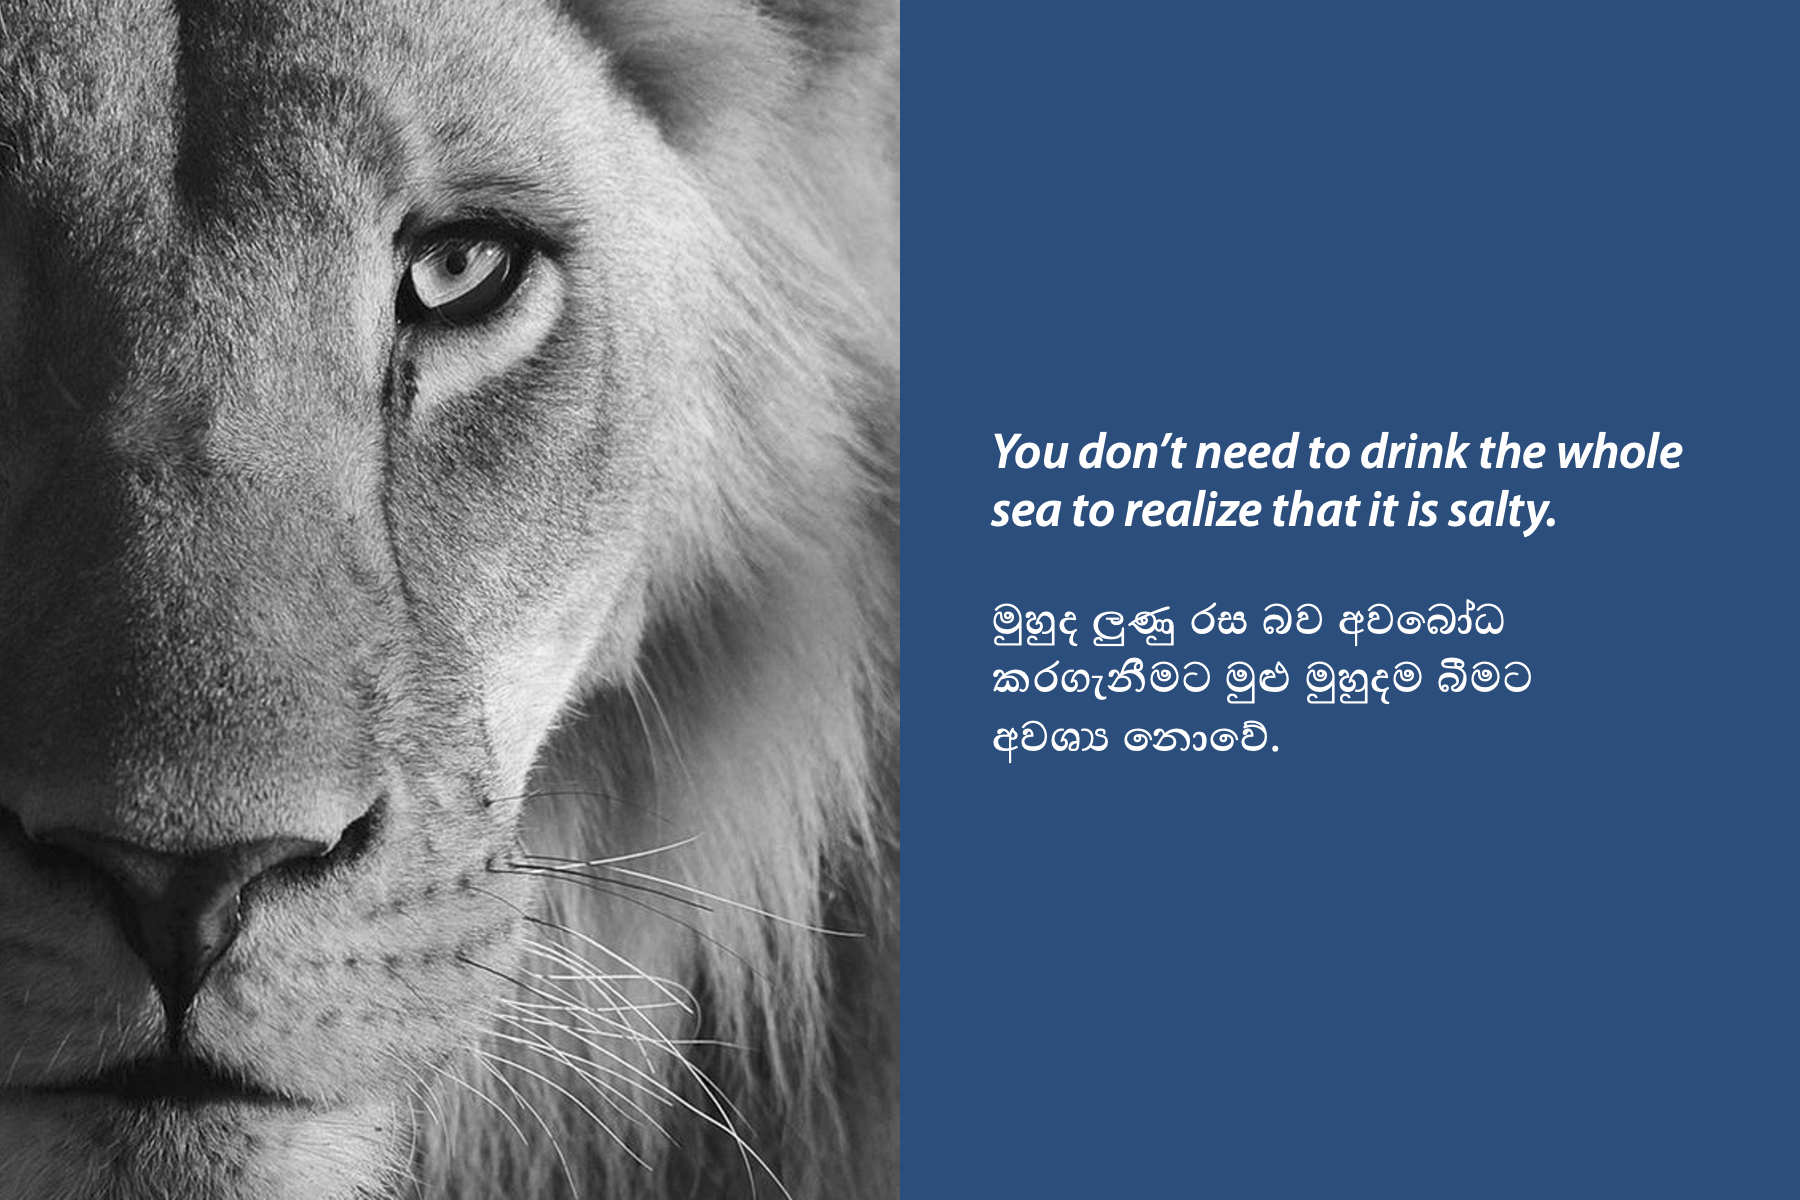 You don’t need to drink the whole
sea to realize that it is salty.
මුහුද ලුණු රස බව අවබෝධ
කරගැනීමට මුළු මුහුදම බීමට
අවශ්‍ය නොවේ.